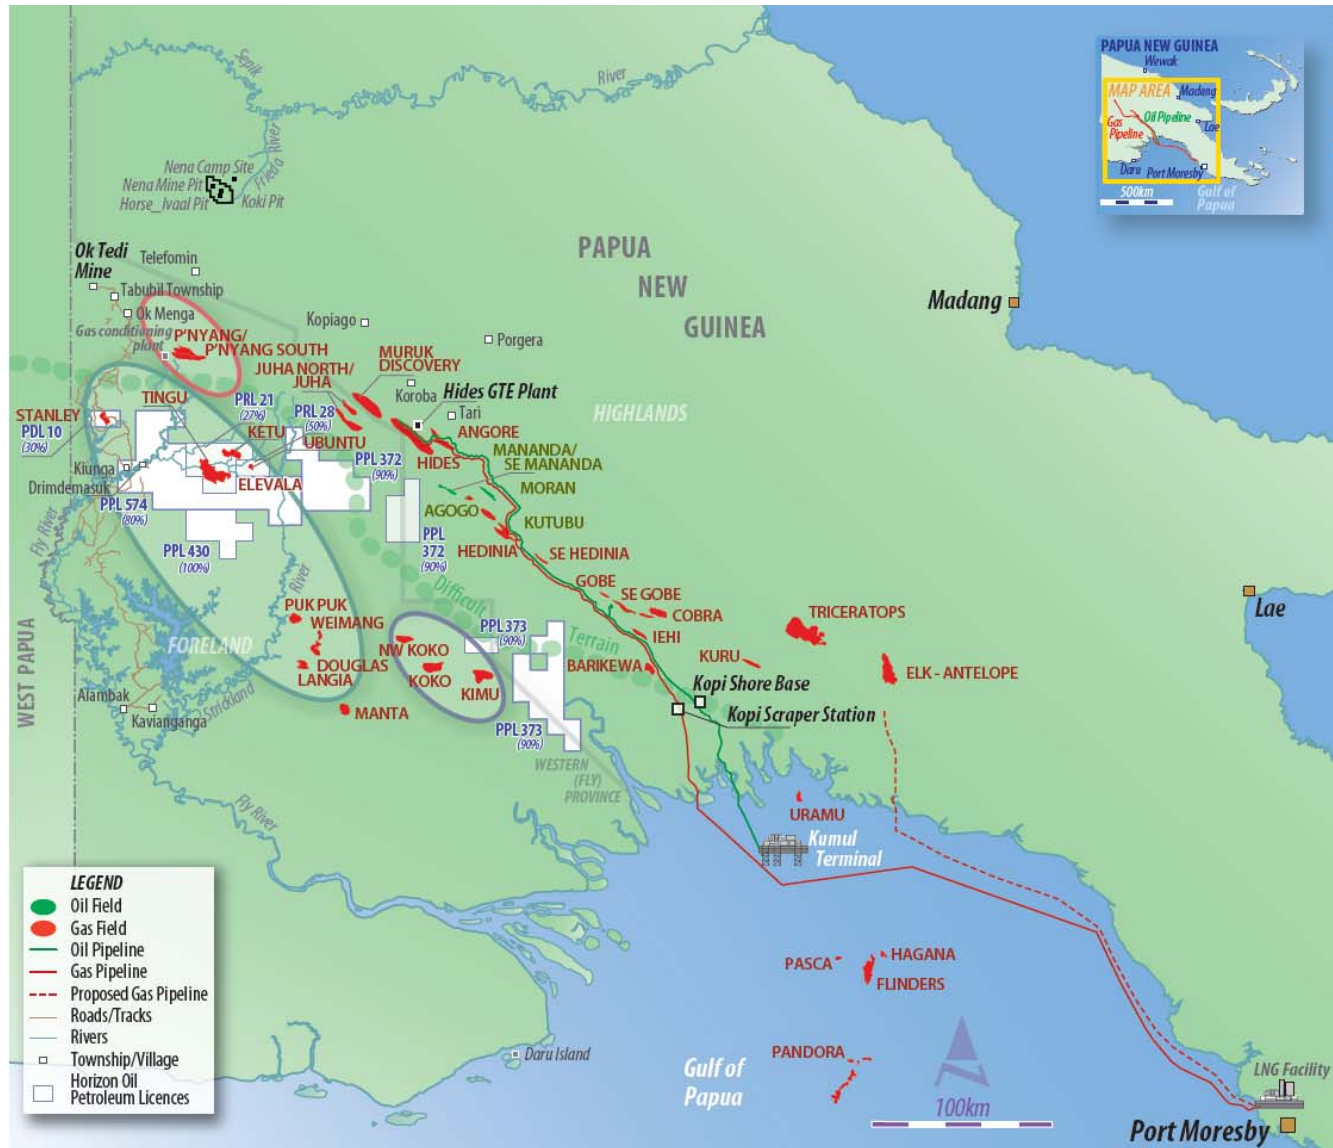 PAPUA NEW GUINEA
Wewak
MAP AREA
Madang
Oil Pipeline
Gas
Pipeline
Lae
Daru
Port Moresby
500km
Gulf of
Papua
Sepik
River
Frieda River
Nena Camp Site
Nena Mine Pit
Horse_Ivaal Pit
Koki Pit
Ok Tedi
Mine
Telefomin
Tabubil Township
Ok Menga
Gas conditioning
plant
P'NYANG/
P'NYANG SOUTH
PAPUA
NEW
GUINEA
Madang
Kopiago
Porgera
MURUK
DISCOVERY
JUHA NORTH/
JUHA
Koroba
Hides GTE Plant
Tari
HIGHLANDS
TINGU
PRL 21
(27%)
PRL 28
(50%)
STANLEY
PDL 10
(30%)
KETU
UBUNTU
ANGORE
HIDES
MANANDA/
SE MANANDA
PPL 372
(90%)
Kiunga
Drimdemasuk
ELEVALA
MORAN
PPL 574
(80%)
AGOGO
KUTUBU
PPL
372
(90%)
HEDINIA
SE HEDINIA
PPL 430
(100%)
Fly River
River
Difficult
Terrain
GOBE
SE GOBE
COBRA
TRICERATOPS
Lae
PUK PUK
WEIMANG
FORELAND
PPL 373
(90%)
IEHI
NW KOKO
DOUGLAS
LANGIA
KOKO
KIMU
BARIKEWA
KURU
ELK - ANTELOPE
WEST PAPUA
Aiambak
Kavianganga
Strickland
MANTA
Kopi Shore Base
Kopi Scraper Station
PPL 373
(90%)
WESTERN
(FLY)
PROVINCE
Fly River
URAMU
Kumul
Terminal
LEGEND
Oil Field
Gas Field
Oil Pipeline
Gas Pipeline
Proposed Gas Pipeline
Roads/Tracks
Rivers
Township/Village
Horizon Oil
Petroleum Licences
PASCA
HAGANA
FLINDERS
Daru Island
PANDORA
Gulf of
Papua
100km
LNG Facility
Port Moresby